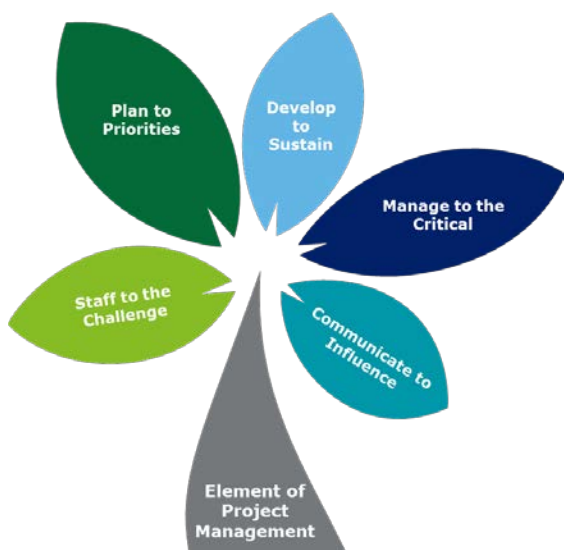 Plan to
Priorities
Develop
to
Sustain
Manage to the
Critical
Staff to the
Challenge
Communicate to
Influence
Element of
Project
Management